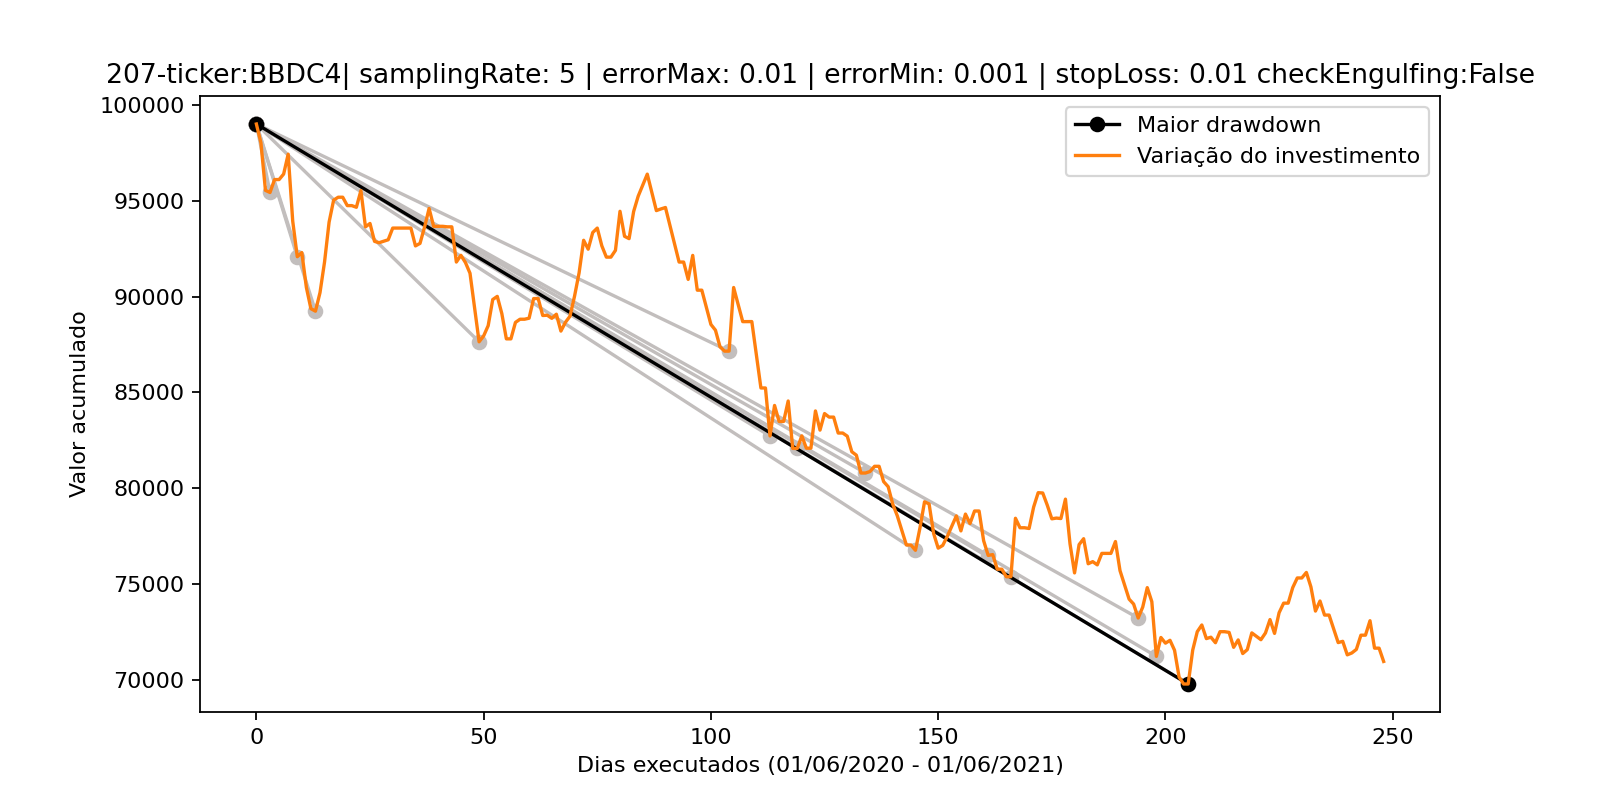 207-ticker:BBDC4| samplingRate: 5 | errorMax: 0.01 | errorMin: 0.001 | stopLoss: 0.01 checkEngulfing:False
Maior drawdown
Variação do investimento
Valor acumulado
100000
95000
90000
85000
80000
75000
70000
0 50 100 150 200 250
Dias executados (01/06/2020 - 01/06/2021)